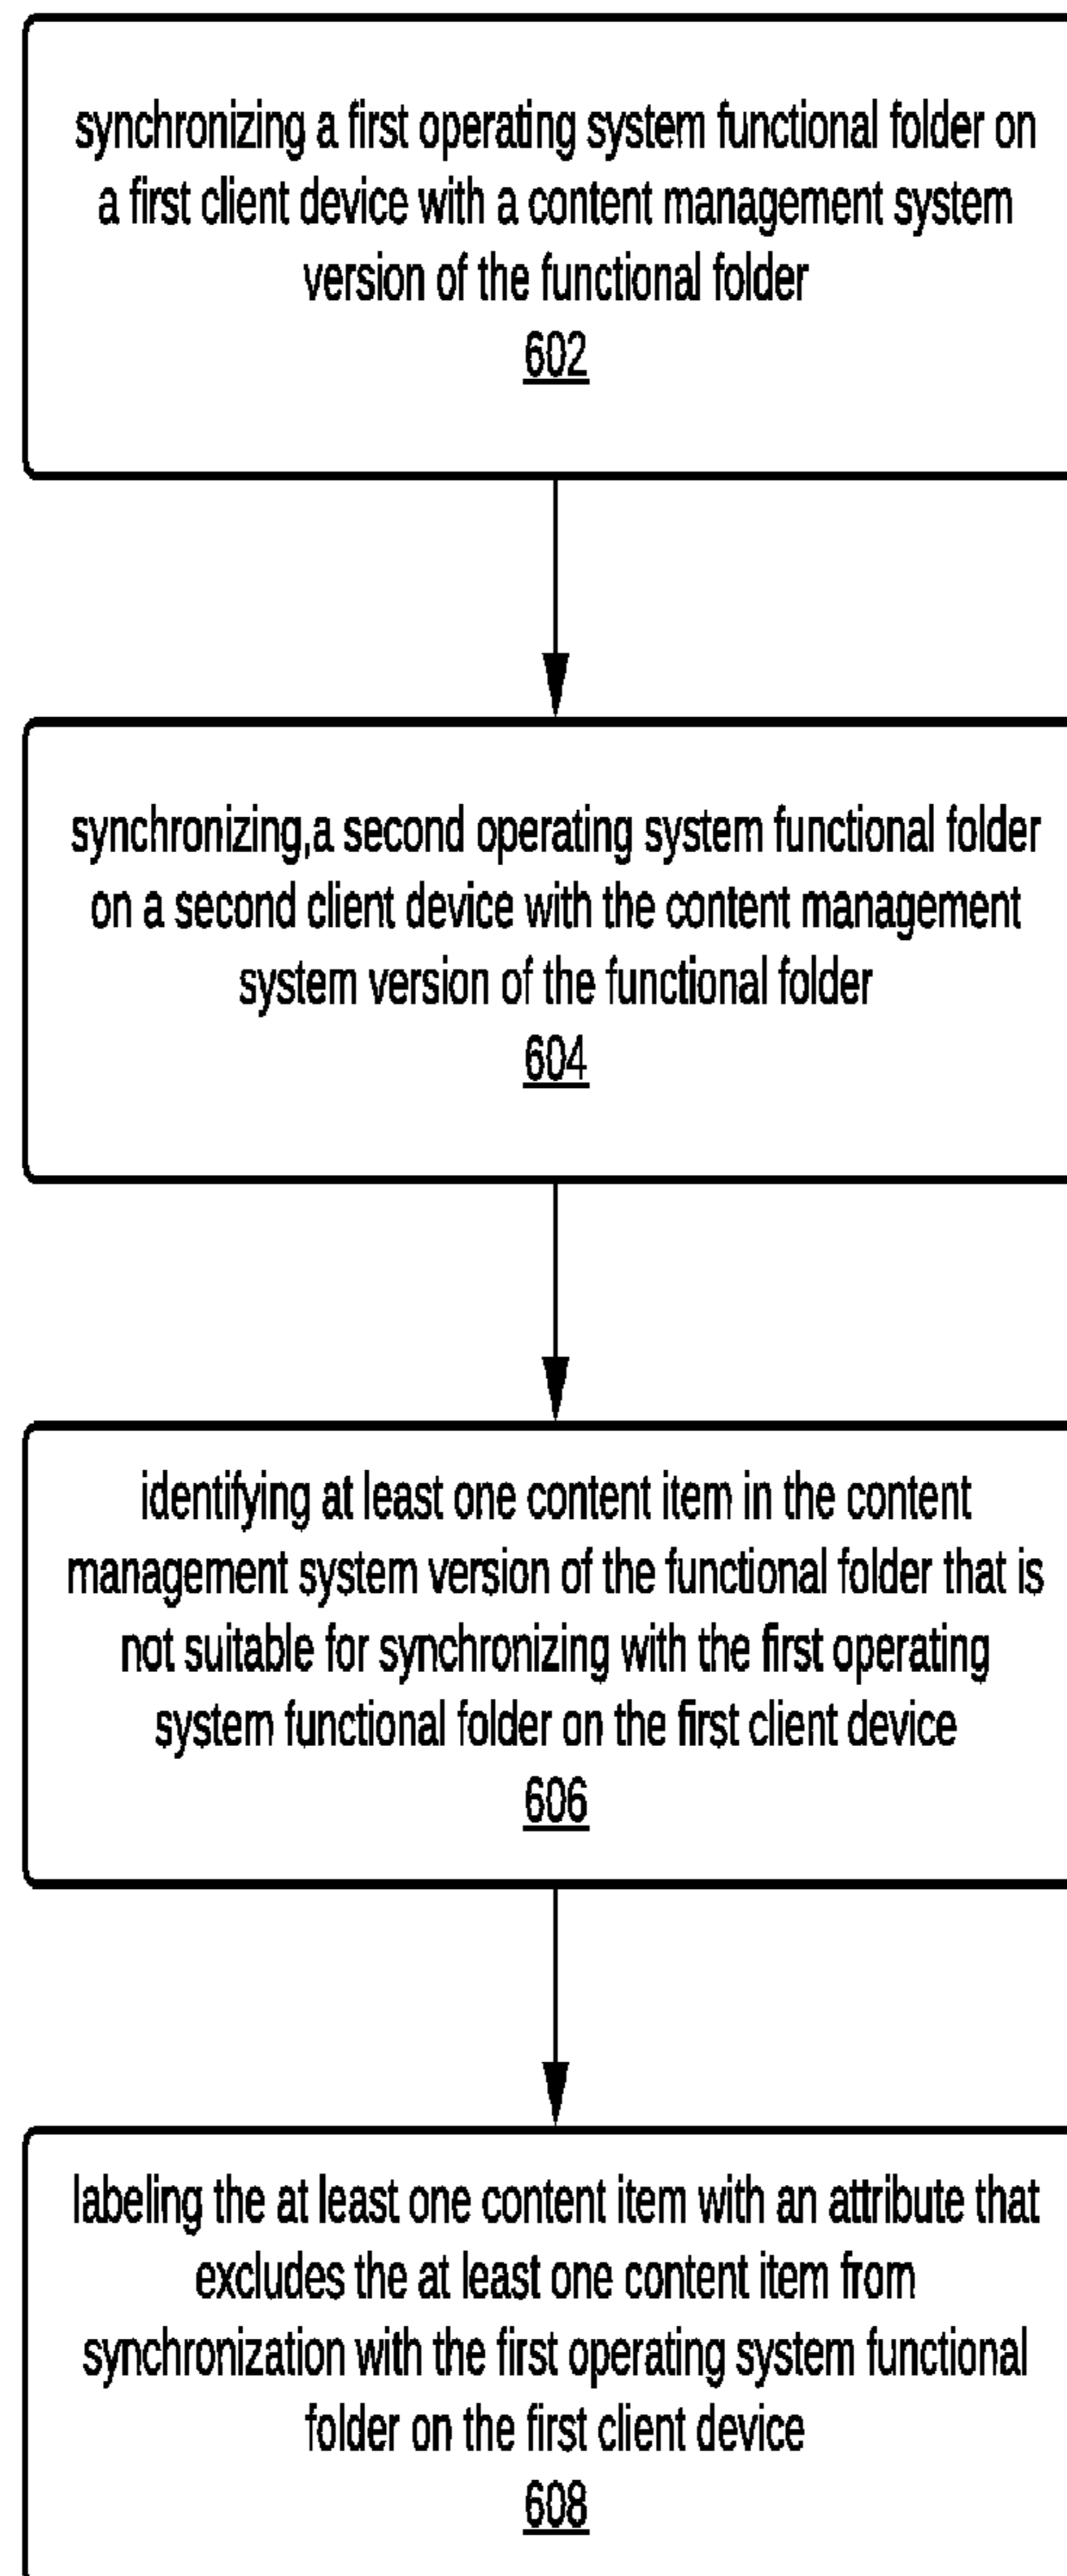 synchronizing a first operating system functional folder on
a first client device with a content management system
version of the functional folder
602
synchronizing,a second operating system functional folder
on a second client device with the content management
system version of the functional folder
604
identifying at least one content item in the content
management system version of the functional folder that is
not suitable for synchronizing with the first operating
system functional folder on the first client device
606
labeling the at least one content item with an attribute that
excludes the at least one content item from
synchronization with the first operating system functional
folder on the first client device
608